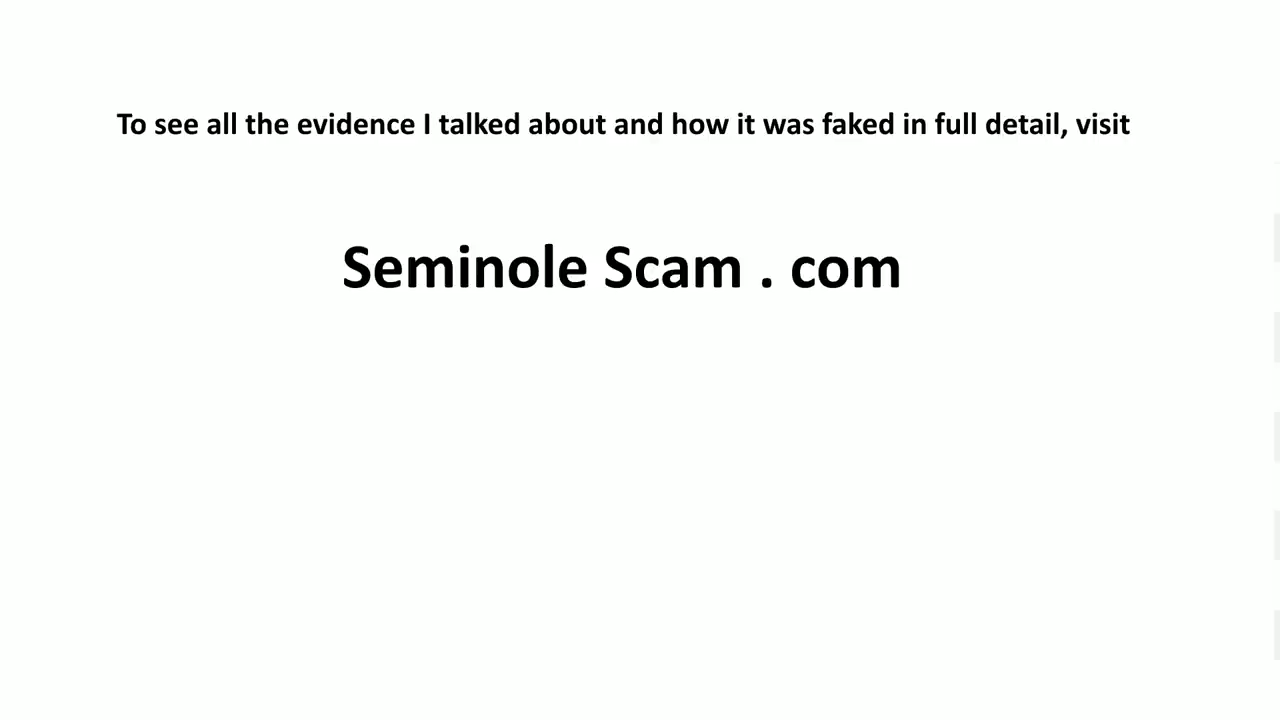 To see all the evidence I talked about and how it was faked in full detail, visit
Seminole Scam . com